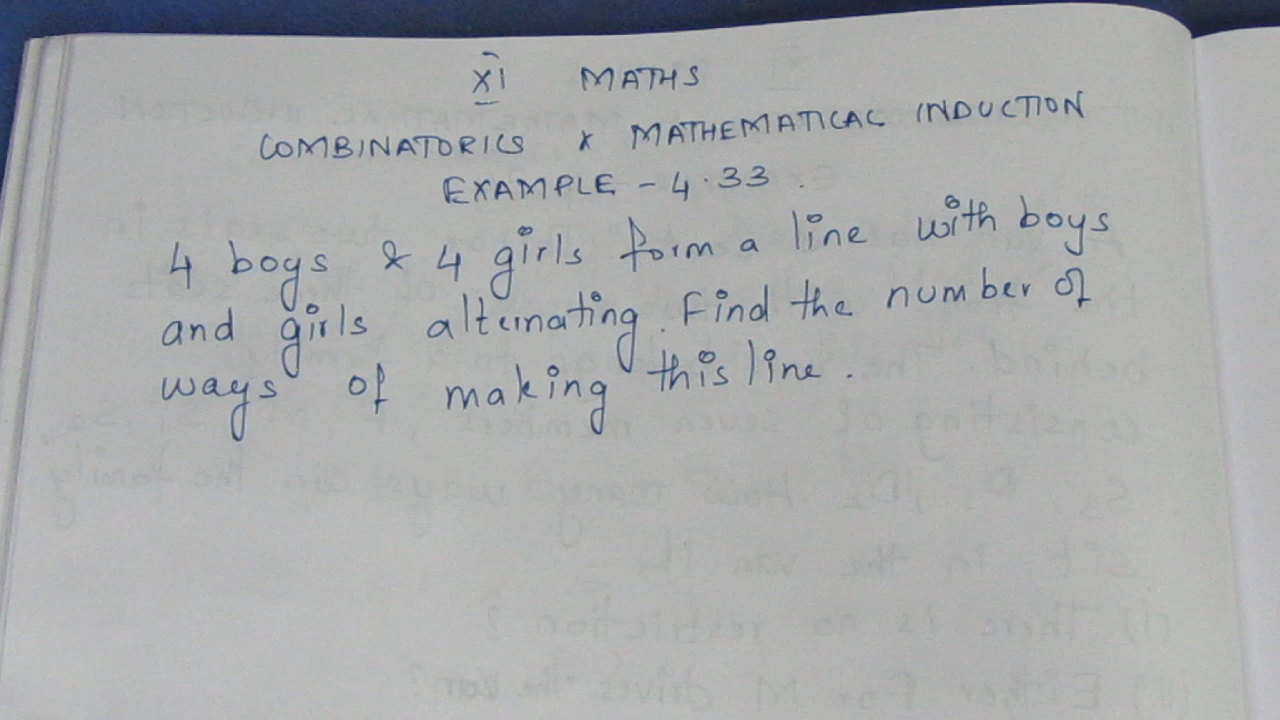 XI MATHS
COMBINATORICS & MATHEMATICAL INDUCTION
EXAMPLE - 4.33.
4 boys & 4 girls form a line with boys
and girls alternating. Find the number of
ways of making this line.